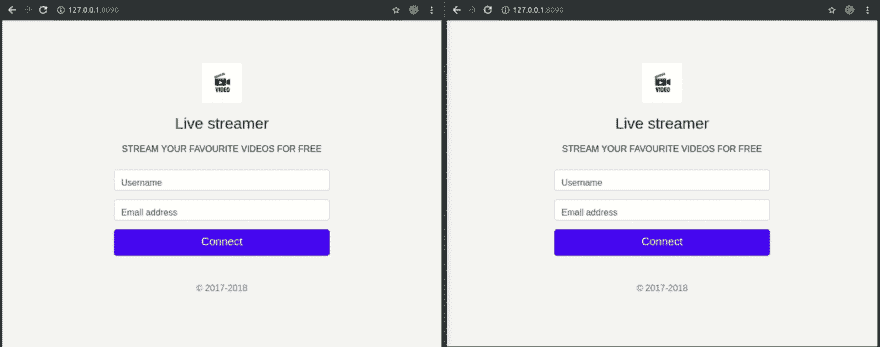 127.0.0.1:8090
VIDEO
Live streamer
STREAM YOUR FAVOURITE VIDEOS FOR FREE
Username
Email address
Connect
© 2017-2018
127.0.0.1:8090
VIDEO
Live streamer
STREAM YOUR FAVOURITE VIDEOS FOR FREE
Username
Email address
Connect
© 2017-2018